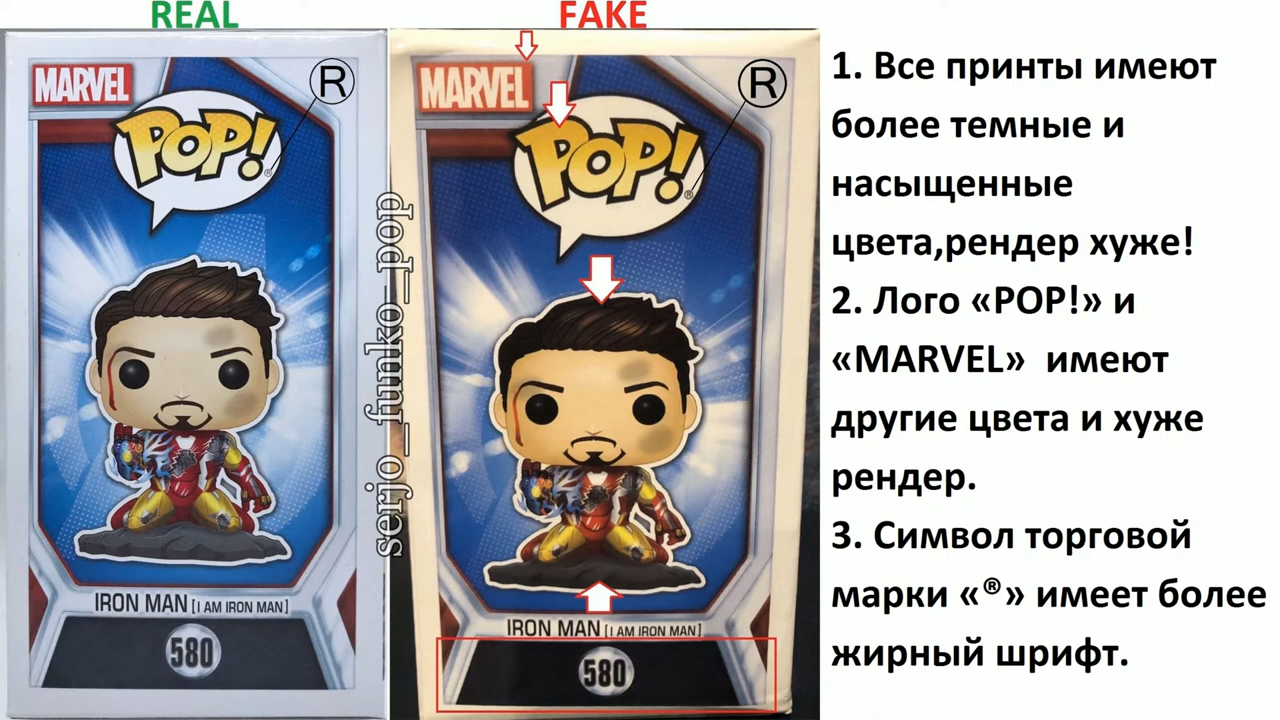 REAL
FAKE
MARVEL
POP!
®
R
IRON MAN [I AM IRON MAN]
580
serjo_funko_pop
MARVEL
POP!
®
R
IRON MAN [I AM IRON MAN]
580
1. Все принты имеют
более темные и
насыщенные
цвета,рендер хуже!
2. Лого «POP!» и
«MARVEL» имеют
другие цвета и хуже
рендер.
3. Символ торговой
марки «®» имеет более
жирный шрифт.